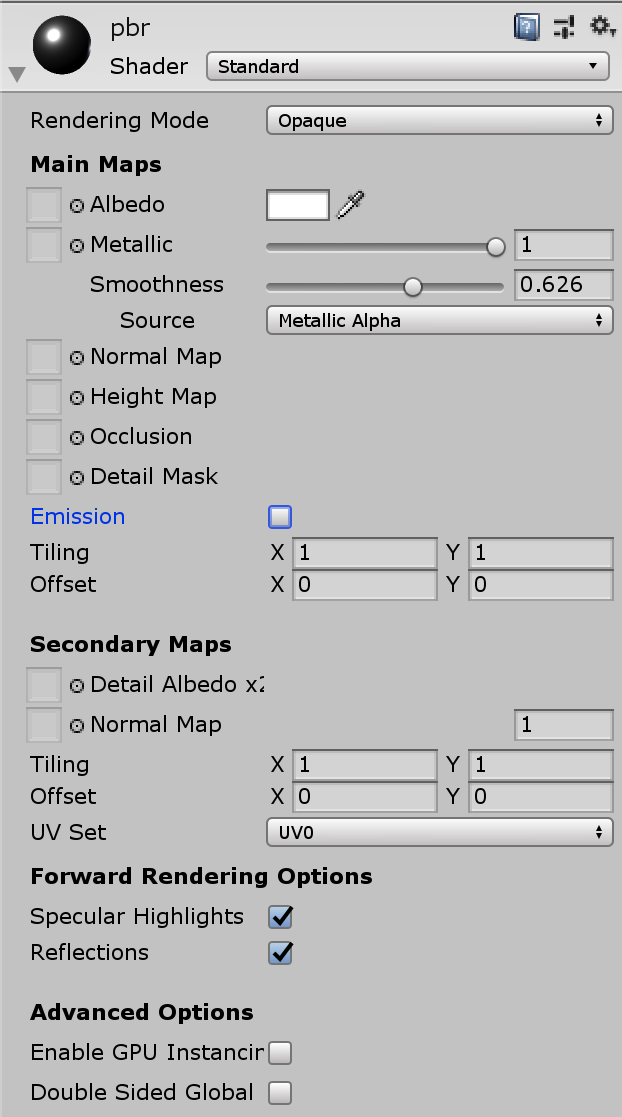 pbr
Shader Standard
Rendering Mode Opaque
Main Maps
Albedo
Metallic 1
Smoothness 0.626
Source Metallic Alpha
Normal Map
Height Map
Occlusion
Detail Mask
Emission
Tiling X 1 Y 1
Offset X 0 Y 0
Secondary Maps
Detail Albedo x2
Normal Map 1
Tiling X 1 Y 1
Offset X 0 Y 0
UV Set UV0
Forward Rendering Options
Specular Highlights
Reflections
Advanced Options
Enable GPU Instancin
Double Sided Global